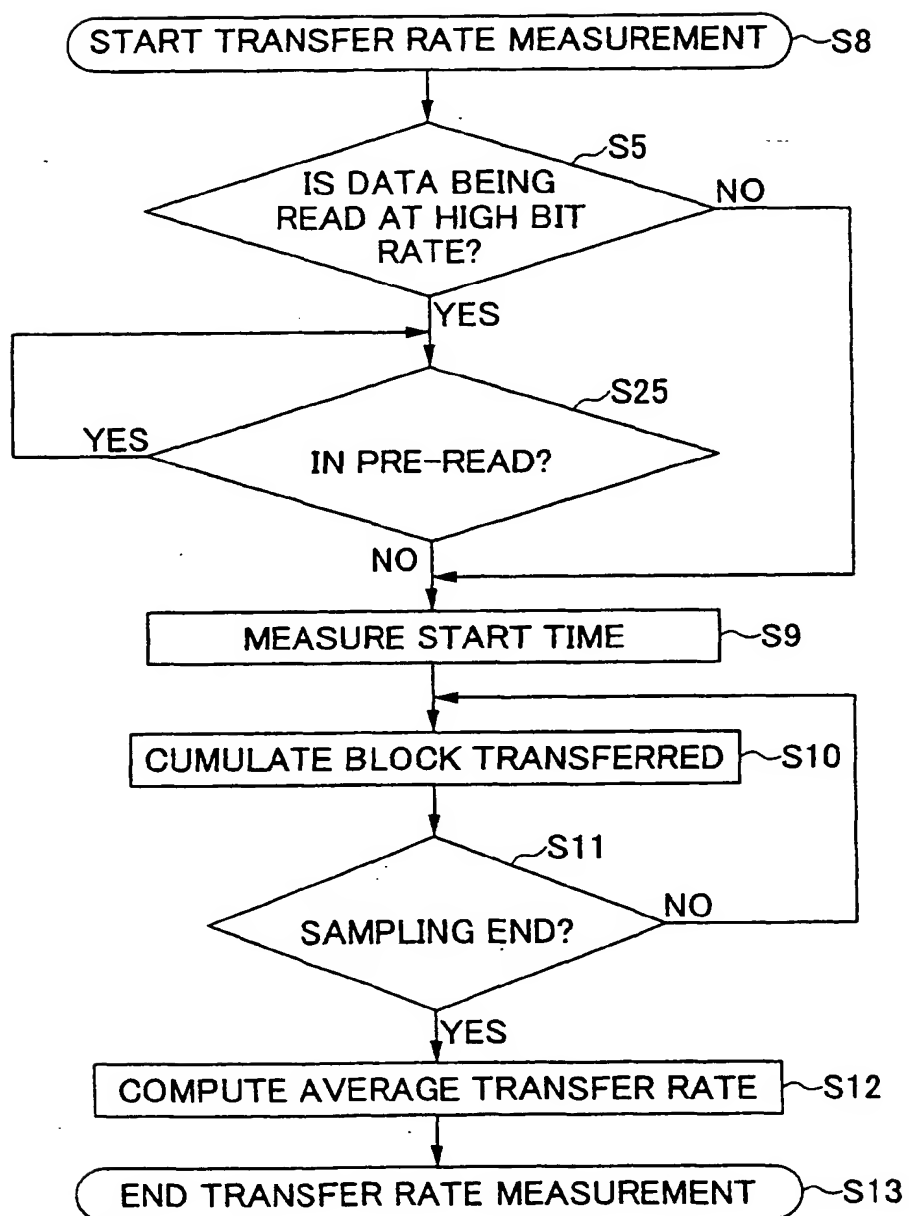 START TRANSFER RATE MEASUREMENT S8
S5
IS DATA BEING
READ AT HIGH BIT
RATE?
NO
YES
S25
YES
IN PRE-READ?
NO
MEASURE START TIME S9
CUMULATE BLOCK TRANSFERRED S10
S11
NO
SAMPLING END?
YES
COMPUTE AVERAGE TRANSFER RATE S12
END TRANSFER RATE MEASUREMENT S13